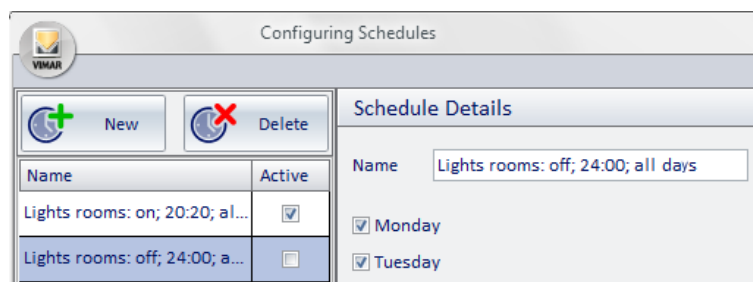 Configuring Schedules
VIMAR
New
Delete
Name
Active
Lights rooms: on; 20:20; al...
Lights rooms: off; 24:00; a...
Schedule Details
Name
Lights rooms: off; 24:00; all days
Monday
Tuesday